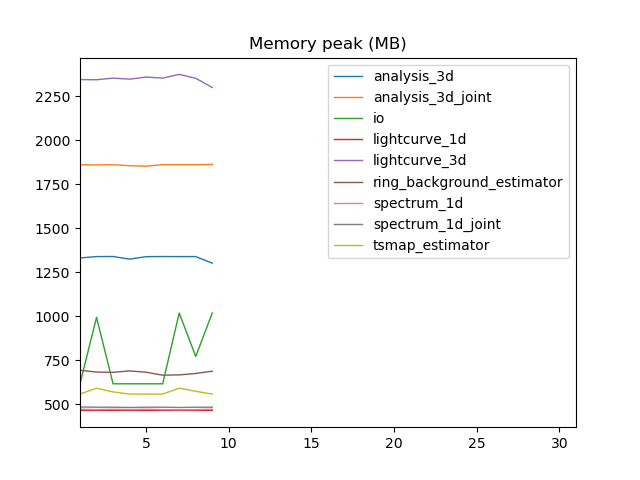 Memory peak (MB)
analysis_3d
analysis_3d_joint
io
lightcurve_1d
lightcurve_3d
ring_background_estimator
spectrum_1d
spectrum_1d_joint
tsmap_estimator
2250
2000
1750
1500
1250
1000
750
500
5 10 15 20 25 30